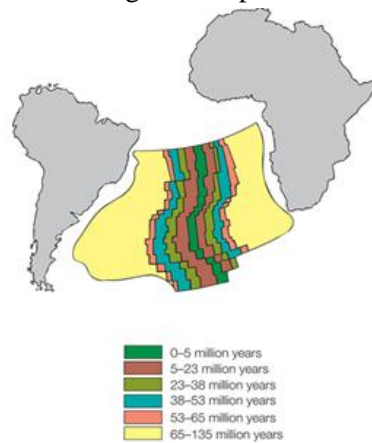 0–5 million years
5–23 million years
23–38 million years
38–53 million years
53–65 million years
65–135 million years